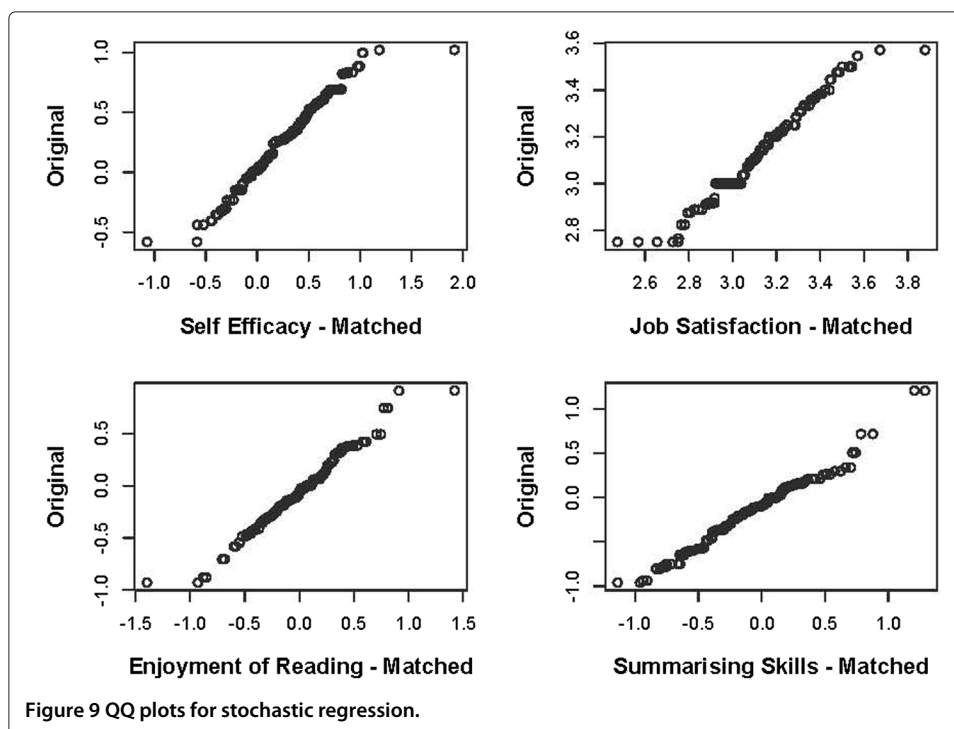 Original
-0.5 0.0 0.5 1.0
-1.0 -0.5 0.0 0.5 1.0 1.5 2.0
Self Efficacy - Matched
Original
2.8 3.0 3.2 3.4 3.6
2.6 2.8 3.0 3.2 3.4 3.6 3.8
Job Satisfaction - Matched
Original
-1.0 -0.5 0.0 0.5
-1.5 -1.0 -0.5 0.0 0.5 1.0 1.5
Enjoyment of Reading - Matched
Original
-1.0 0.0 0.5 1.0
-1.0 -0.5 0.0 0.5 1.0
Summarising Skills - Matched
Figure 9 QQ plots for stochastic regression.